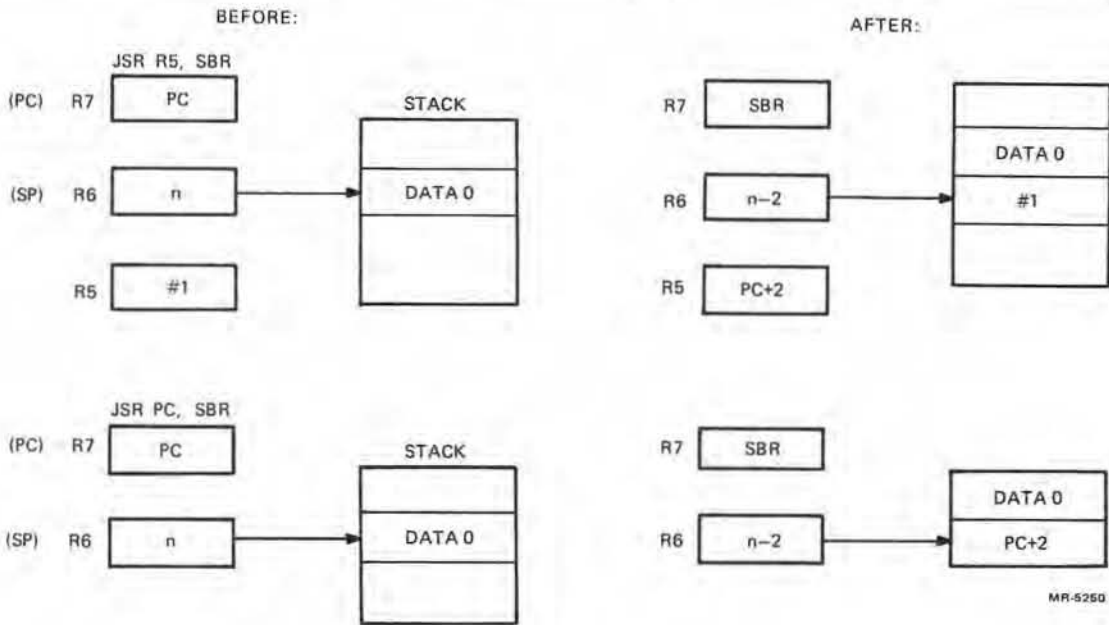 BEFORE:
AFTER:
JSR R5, SBR
(PC) R7 PC
STACK
R7 SBR
(SP) R6 n
DATA 0
DATA 0
R6 n−2
#1
R5 #1
R5 PC+2
JSR PC, SBR
(PC) R7 PC
STACK
R7 SBR
DATA 0
(SP) R6 n
DATA 0
R6 n−2
PC+2
MR-5250